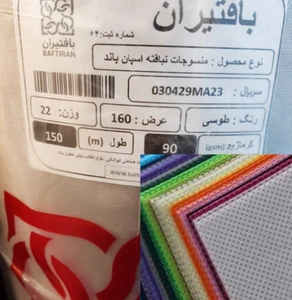 بافتیران
بافتیران
BAFTIRAN
شماره ثبت: ۶۴
نوع محصول : منسوجات نبافته اسپان باند
سریال : 030429MA23
رنگ : طوسی عرض : 160 وزن : 22
گرماژ (gsm) 90 طول (m) 150